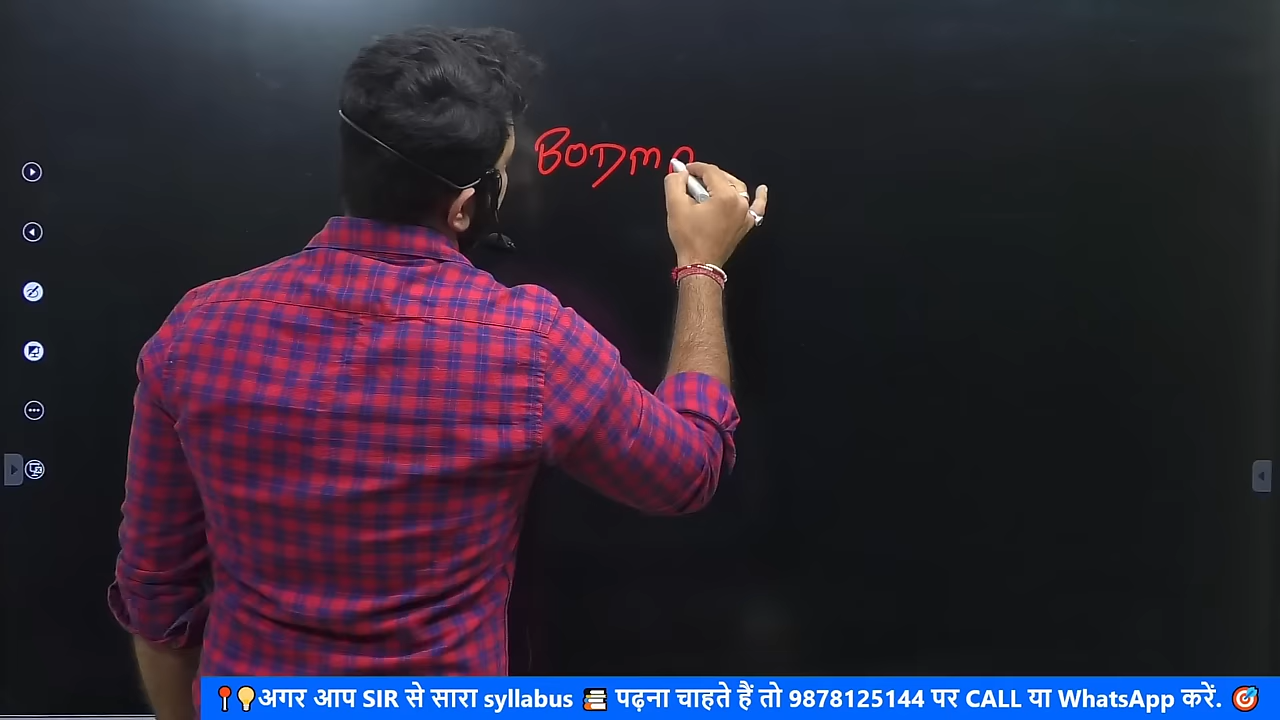 BODMA
📍💡अगर आप SIR से सारा syllabus 📚 पढ़ना चाहते हैं तो 9878125144 पर CALL या WhatsApp करें. 🎯